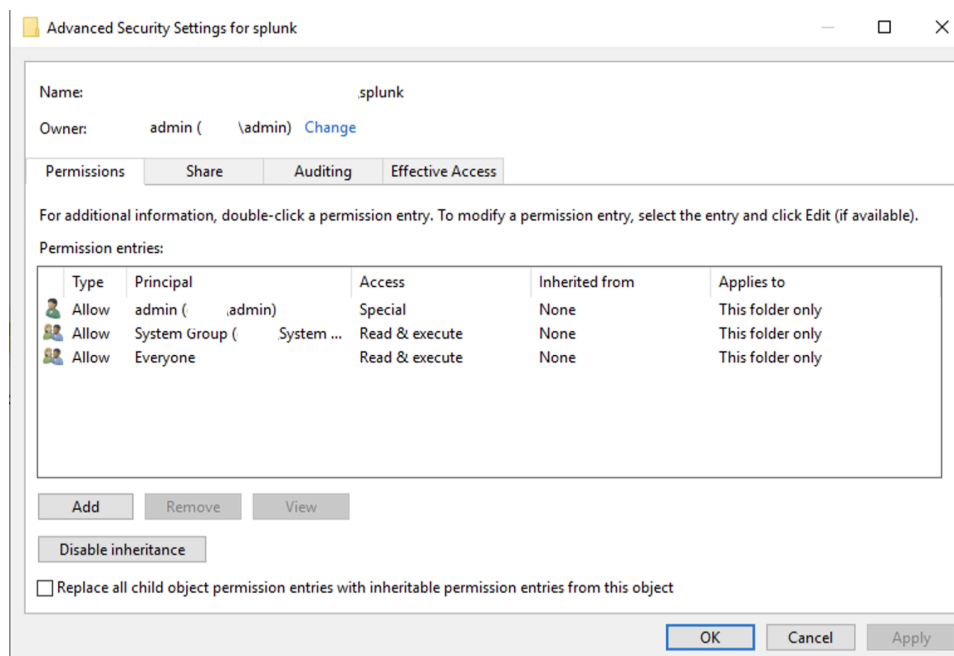 Advanced Security Settings for splunk
Name: splunk
Owner: admin ( \admin) Change
Permissions Share Auditing Effective Access
For additional information, double-click a permission entry. To modify a permission entry, select the entry and click Edit (if available).
Permission entries:
Type Principal Access Inherited from Applies to
Allow admin ( admin) Special None This folder only
Allow System Group ( System ... Read & execute None This folder only
Allow Everyone Read & execute None This folder only
Add Remove View
Disable inheritance
Replace all child object permission entries with inheritable permission entries from this object
OK Cancel Apply